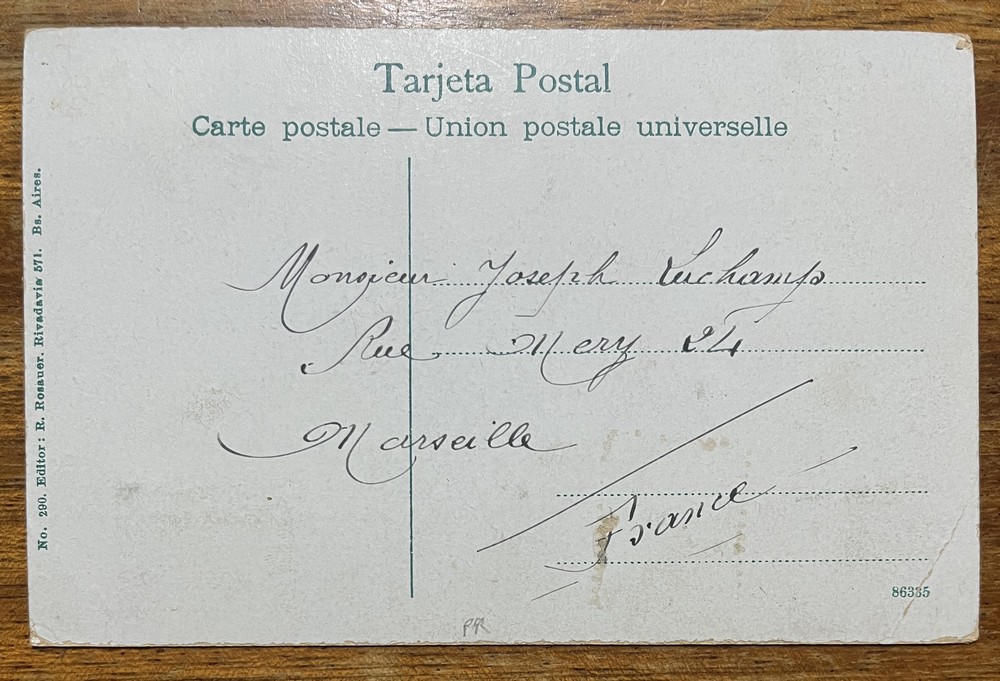 Tarjeta Postal
Carte postale — Union postale universelle
No. 290. Editor: R. Rosauer. Rivadavia 571. Bs. Aires.
Monsieur Joseph Luchamp
Rue Mery 24
Marseille
France
86335